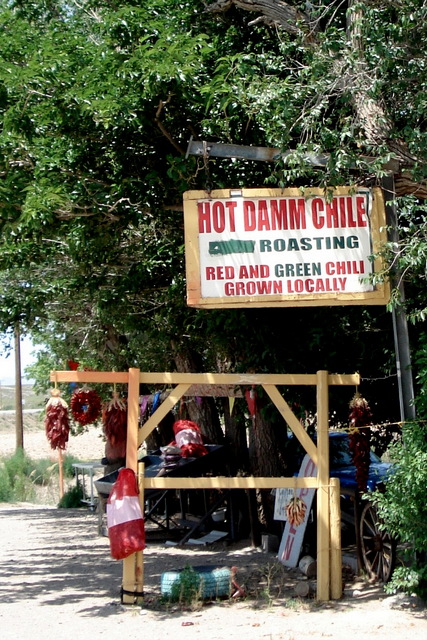 HOT DAMM CHILE
ROASTING
RED AND GREEN CHILI
GROWN LOCALLY